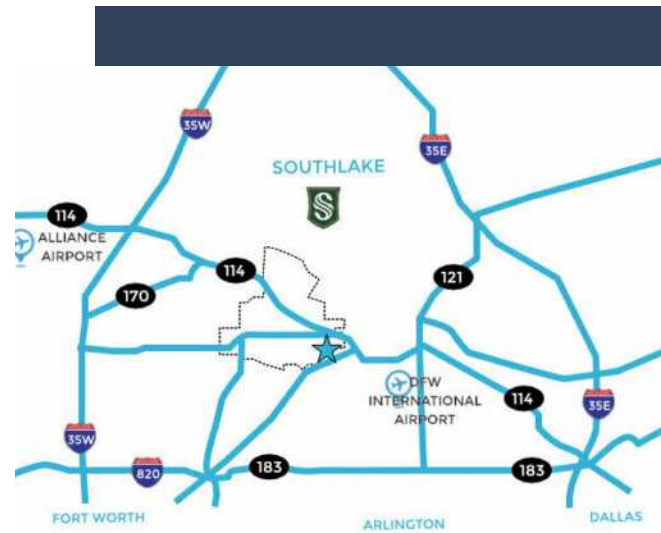 35W
35E
SOUTHLAKE
S
114
ALLIANCE
AIRPORT
114
170
121
DFW
INTERNATIONAL
AIRPORT
114
35E
35W
820
183
183
FORT WORTH
ARLINGTON
DALLAS